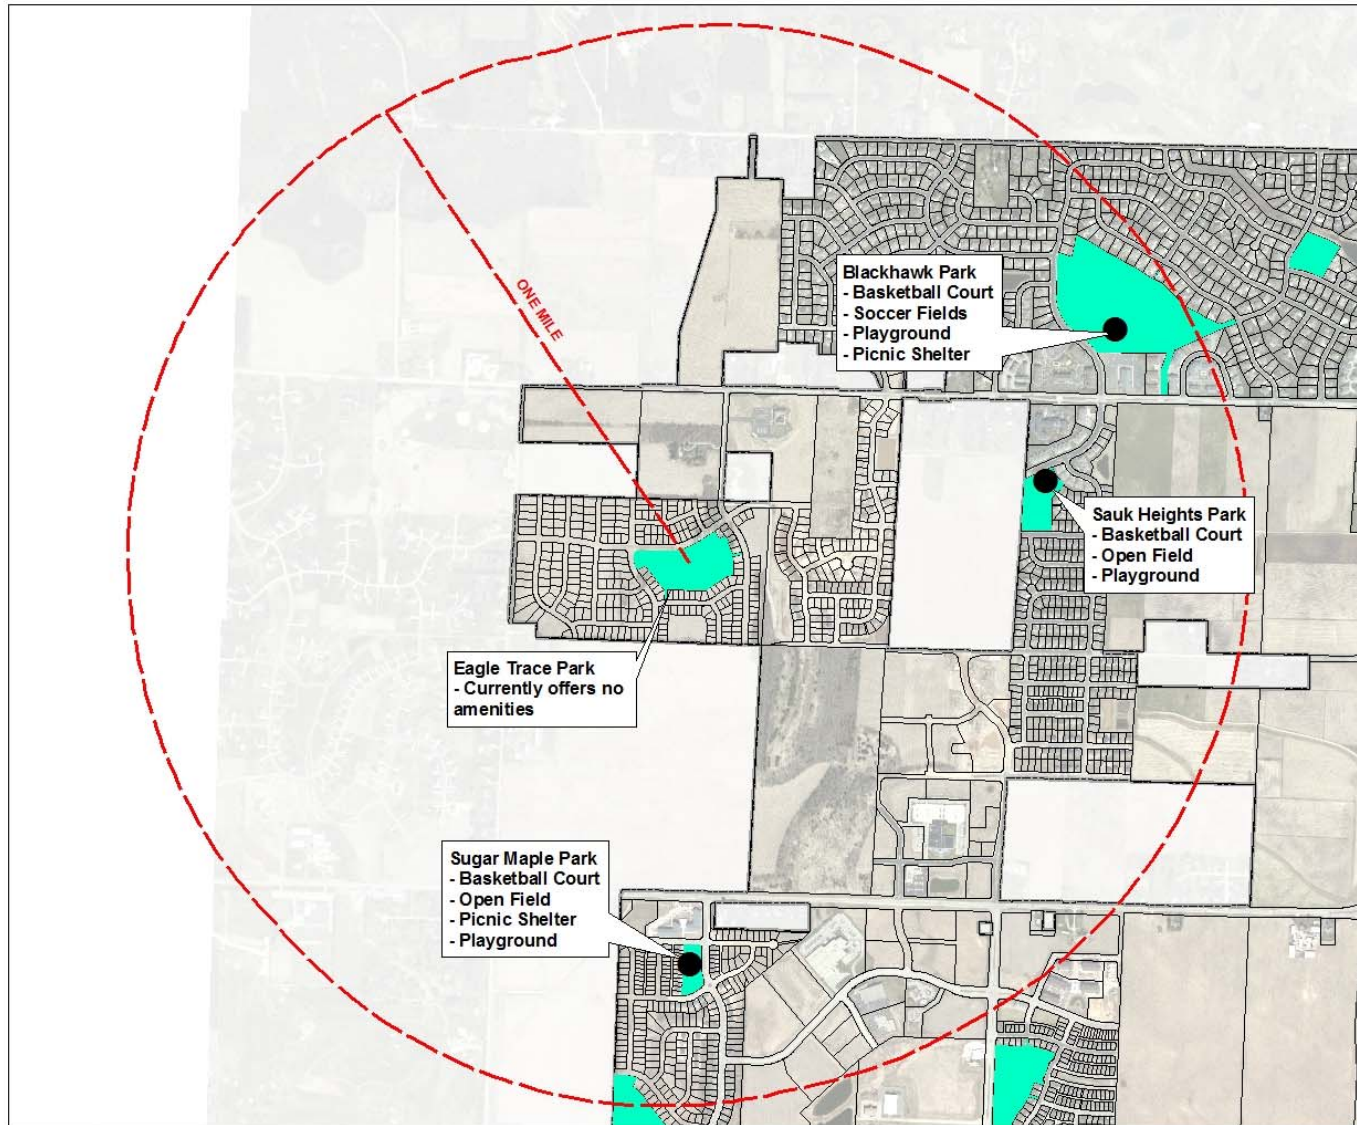 ONE MILE
Blackhawk Park
- Basketball Court
- Soccer Fields
- Playground
- Picnic Shelter
Sauk Heights Park
- Basketball Court
- Open Field
- Playground
Eagle Trace Park
- Currently offers no
amenities
Sugar Maple Park
- Basketball Court
- Open Field
- Picnic Shelter
- Playground